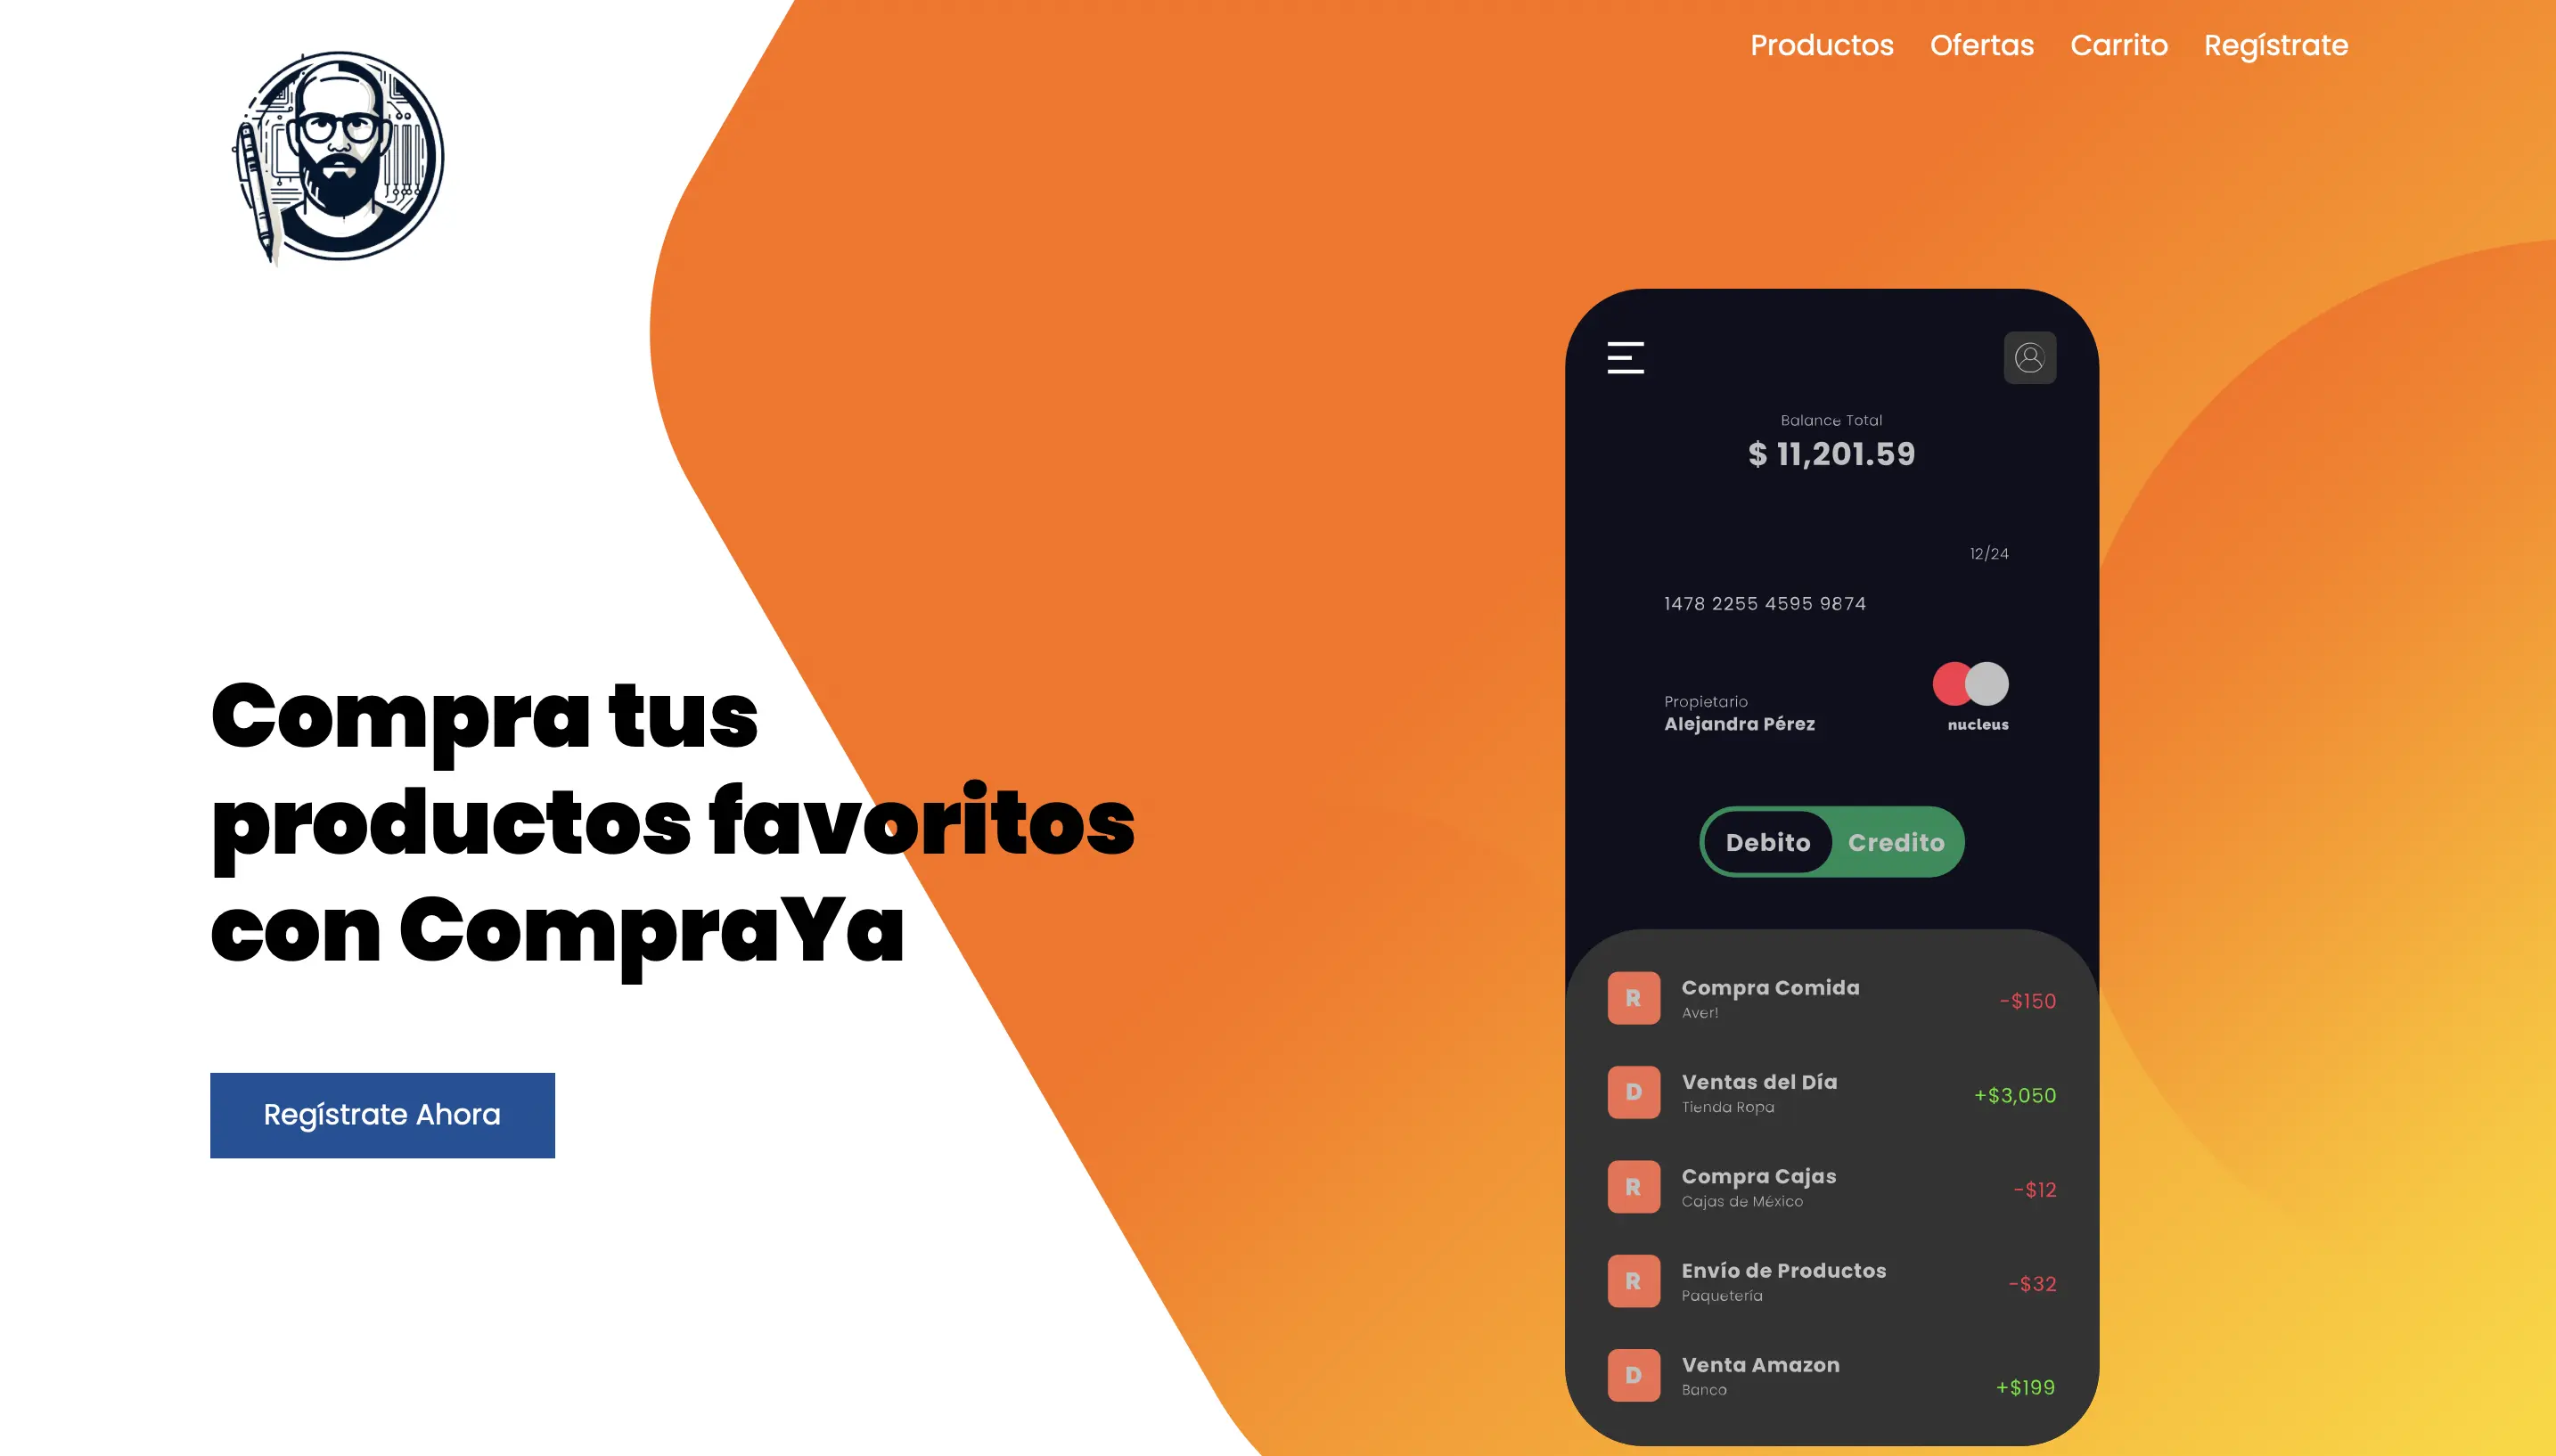 Productos Ofertas Carrito Regístrate
Compra tus
productos favoritos
con CompraYa
Regístrate Ahora
Balance Total
$ 11,201.59
12/24
1478 2255 4595 9874
Propietario
Alejandra Pérez
nucleus
Debito Credito
R Compra Comida -$150
Aver!
D Ventas del Día +$3,050
Tienda Ropa
R Compra Cajas -$12
Cajas de México
R Envío de Productos -$32
Paquetería
D Venta Amazon +$199
Banco